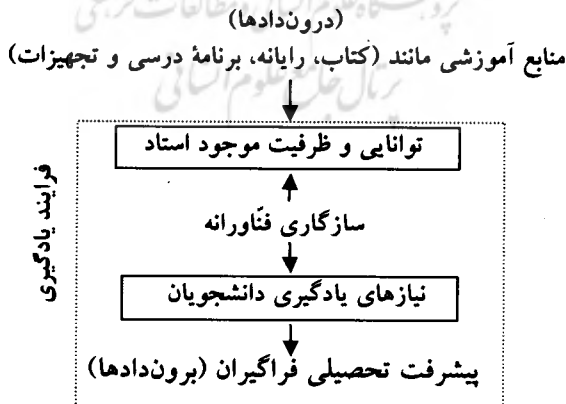 (درون‌دادها)
منابع آموزشی مانند (کتاب، رایانه، برنامهٔ درسی و تجهیزات)
توانایی و ظرفیت موجود استاد
سازگاری فنّاورانه
نیازهای یادگیری دانشجویان
پیشرفت تحصیلی فراگیران (برون‌دادها)
فرایند یادگیری